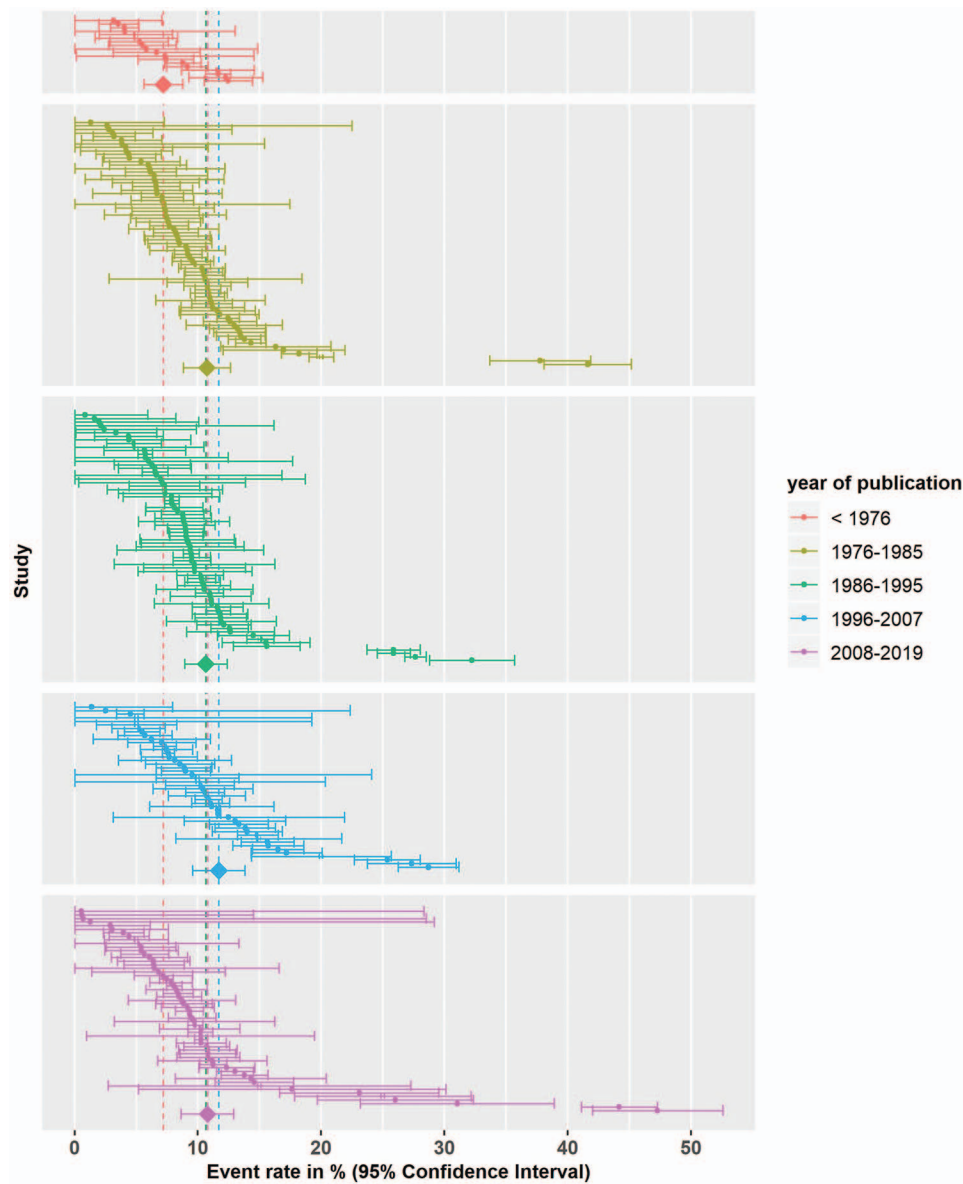 Study
year of publication
< 1976
1976-1985
1986-1995
1996-2007
2008-2019
0 10 20 30 40 50
Event rate in % (95% Confidence Interval)